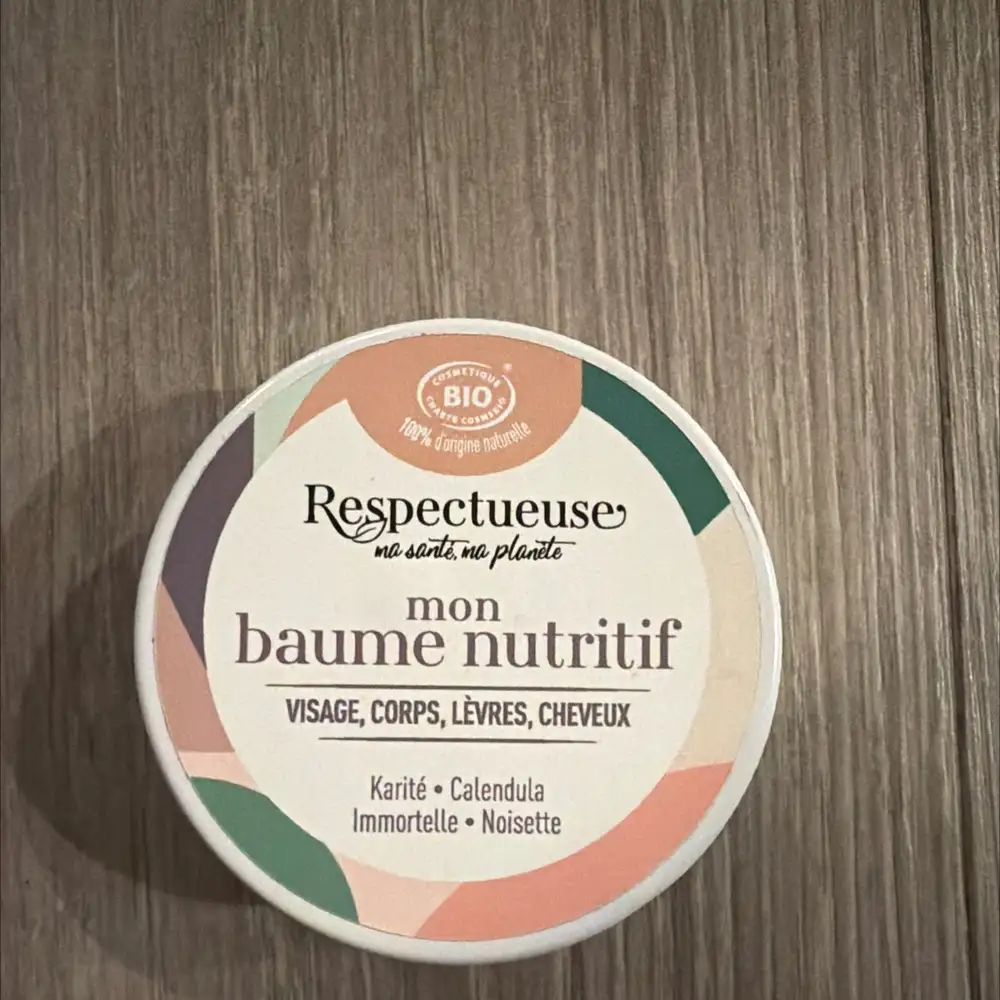 COSMETIQUE
BIO
CHARTE COSMEBIO
100% d'origine naturelle
Respectueuse
ma santé, ma planète
mon
baume nutritif
VISAGE, CORPS, LÈVRES, CHEVEUX
Karité • Calendula
Immortelle • Noisette